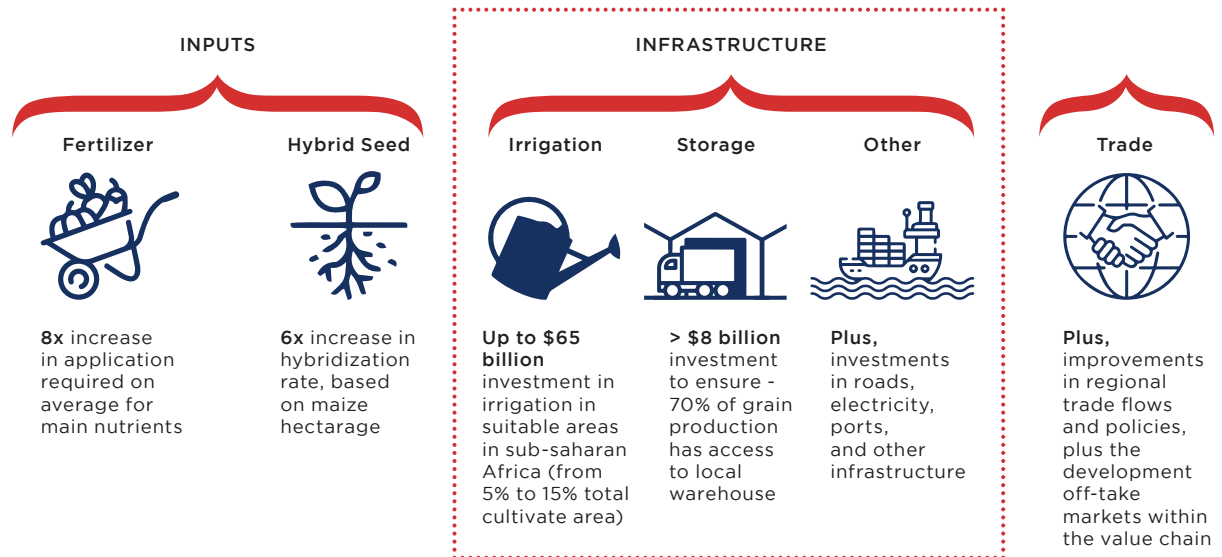 INPUTS
Fertilizer
8x increase
in application
required on
average for
main nutrients
Hybrid Seed
6x increase in
hybridization
rate, based
on maize
hectarage
INFRASTRUCTURE
Irrigation
Up to $65
billion
investment in
irrigation in
suitable areas
in sub-saharan
Africa (from
5% to 15% total
cultivate area)
Storage
> $8 billion
investment
to ensure -
70% of grain
production
has access
to local
warehouse
Other
Plus,
investments
in roads,
electricity,
ports,
and other
infrastructure
Trade
Plus,
improvements
in regional
trade flows
and policies,
plus the
development
off-take
markets within
the value chain